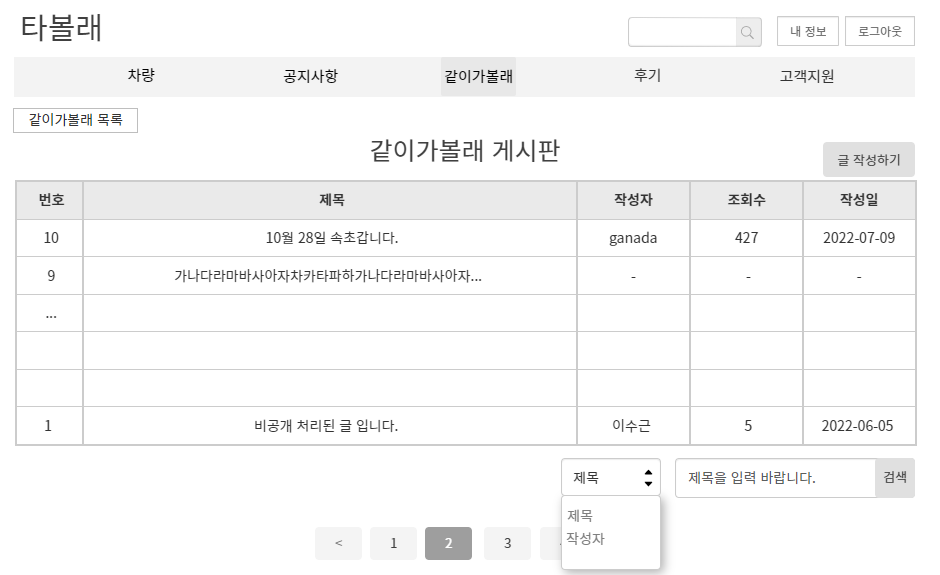 타볼래
내 정보 로그아웃
차량 공지사항 같이가볼래 후기 고객지원
같이가볼래 목록
같이가볼래 게시판
글 작성하기
번호 제목 작성자 조회수 작성일
10 10월 28일 속초갑니다. ganada 427 2022-07-09
9 가나다라마바사아자차카타파하가나다라마바사아자... - - -
...
1 비공개 처리된 글 입니다. 이수근 5 2022-06-05
제목 제목을 입력 바랍니다. 검색
제목
작성자
< 1 2 3